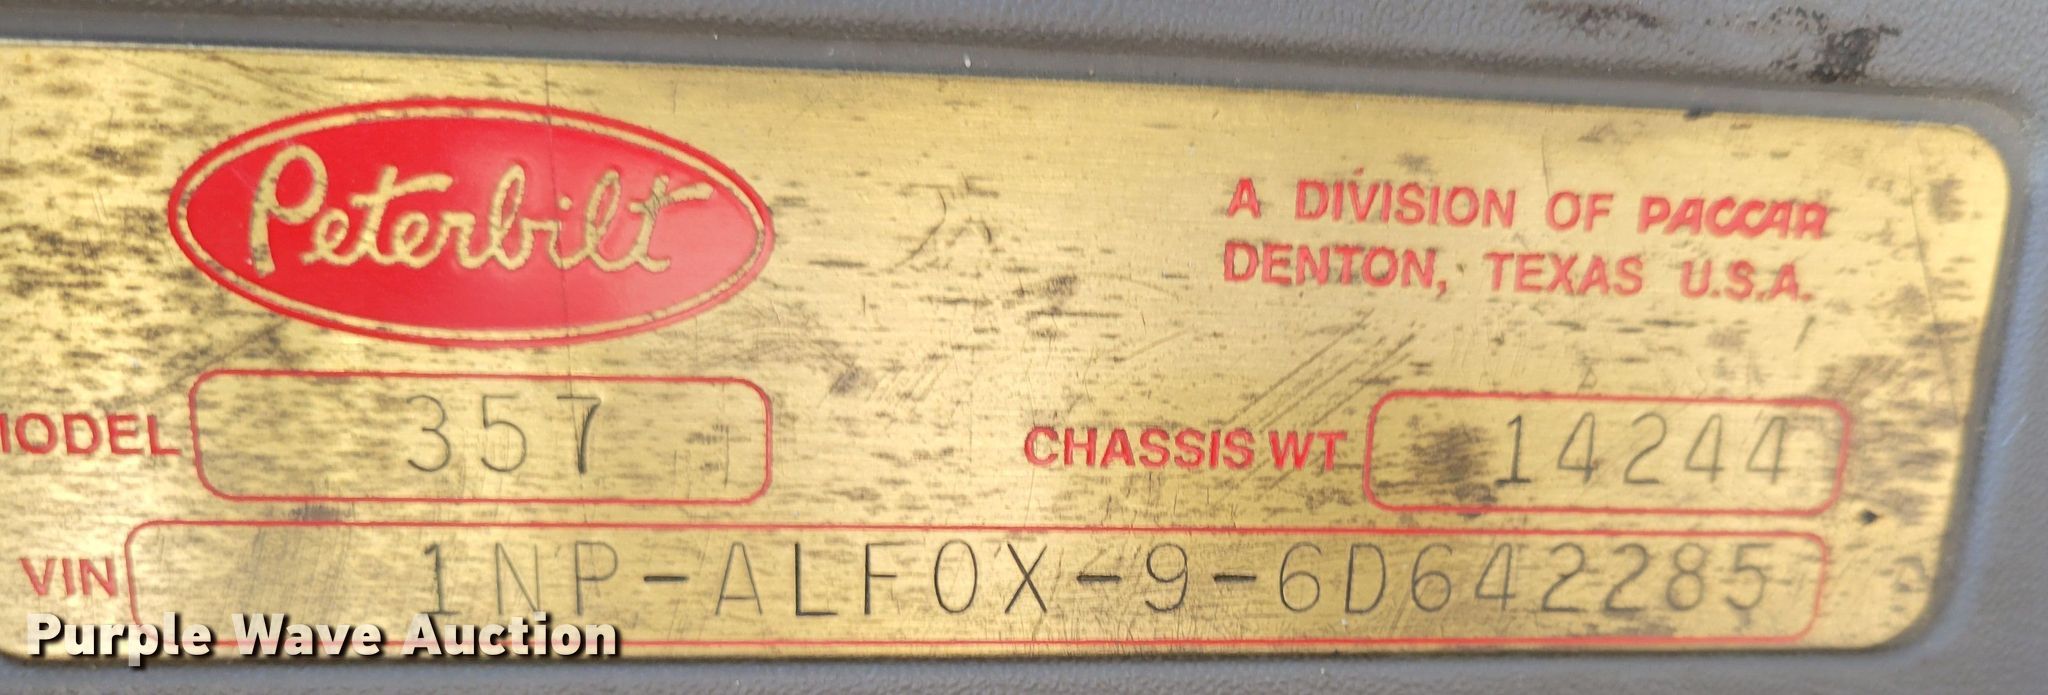 Peterbilt
A DIVISION OF PACCAR
DENTON, TEXAS U.S.A.
MODEL 357
CHASSIS WT 14244
VIN 1NP-ALF0X-9-6D642285
Purple Wave Auction